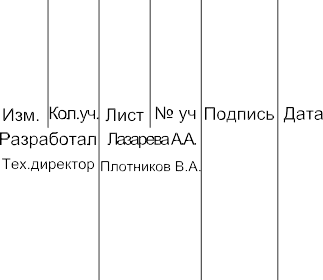 Изм. Кол.уч. Лист № уч Подпись Дата
Разработал Лазарева А.А.
Тех.директор Плотников В.А.